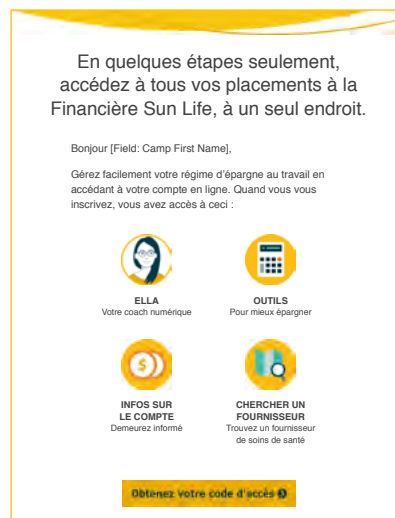 En quelques étapes seulement,
accédez à tous vos placements à la
Financière Sun Life, à un seul endroit.
Bonjour [Field: Camp First Name],
Gérez facilement votre régime d'épargne au travail en
accédant à votre compte en ligne. Quand vous vous
inscrivez, vous avez accès à ceci :
ELLA
Votre coach numérique
OUTILS
Pour mieux épargner
$
INFOS SUR
LE COMPTE
Demeurez informé
CHERCHER UN
FOURNISSEUR
Trouvez un fournisseur
de soins de santé
Obtenez votre code d'accès